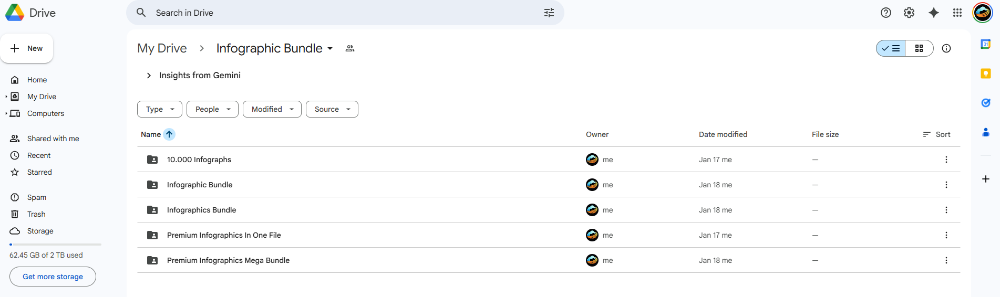 Drive
Search in Drive
New
My Drive Infographic Bundle
Insights from Gemini
Home
My Drive
Computers
Shared with me
Recent
Starred
Spam
Trash
Storage
62.45 GB of 2 TB used
Get more storage
Type People Modified Source
Name Owner Date modified File size Sort
10.000 Infographs me Jan 17 me —
Infographic Bundle me Jan 18 me —
Infographics Bundle me Jan 18 me —
Premium Infographics In One File me Jan 17 me —
Premium Infographics Mega Bundle me Jan 18 me —
31